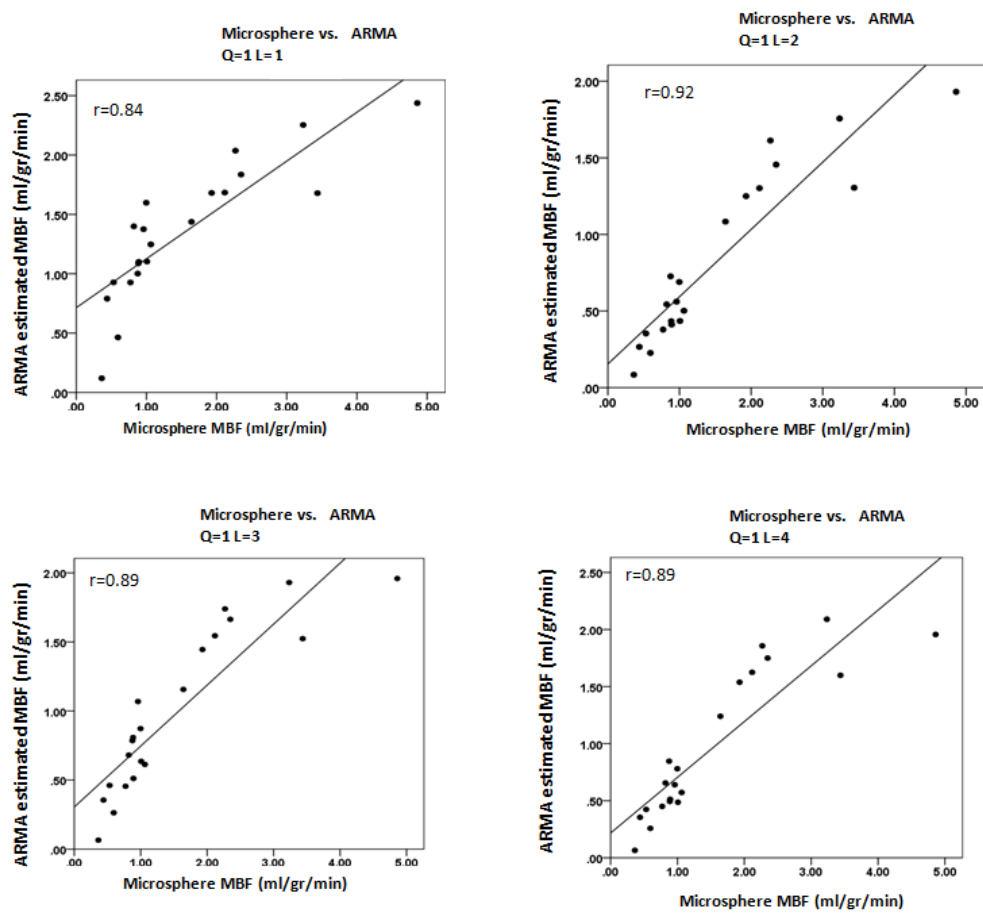 Microsphere vs. ARMA
Q=1 L=1
r=0.84
ARMA estimated MBF (ml/gr/min)
2.50
2.00
1.50
1.00
.50
.00
.00 1.00 2.00 3.00 4.00 5.00
Microsphere MBF (ml/gr/min)
Microsphere vs. ARMA
Q=1 L=2
r=0.92
ARMA estimated MBF (ml/gr/min)
2.00
1.50
1.00
.50
.00
.00 1.00 2.00 3.00 4.00 5.00
Microsphere MBF (ml/gr/min)
Microsphere vs. ARMA
Q=1 L=3
r=0.89
ARMA estimated MBF (ml/gr/min)
2.00
1.50
1.00
.50
.00
.00 1.00 2.00 3.00 4.00 5.00
Microsphere MBF (ml/gr/min)
Microsphere vs. ARMA
Q=1 L=4
r=0.89
ARMA estimated MBF (ml/gr/min)
2.50
2.00
1.50
1.00
.50
.00
.00 1.00 2.00 3.00 4.00 5.00
Microsphere MBF (ml/gr/min)